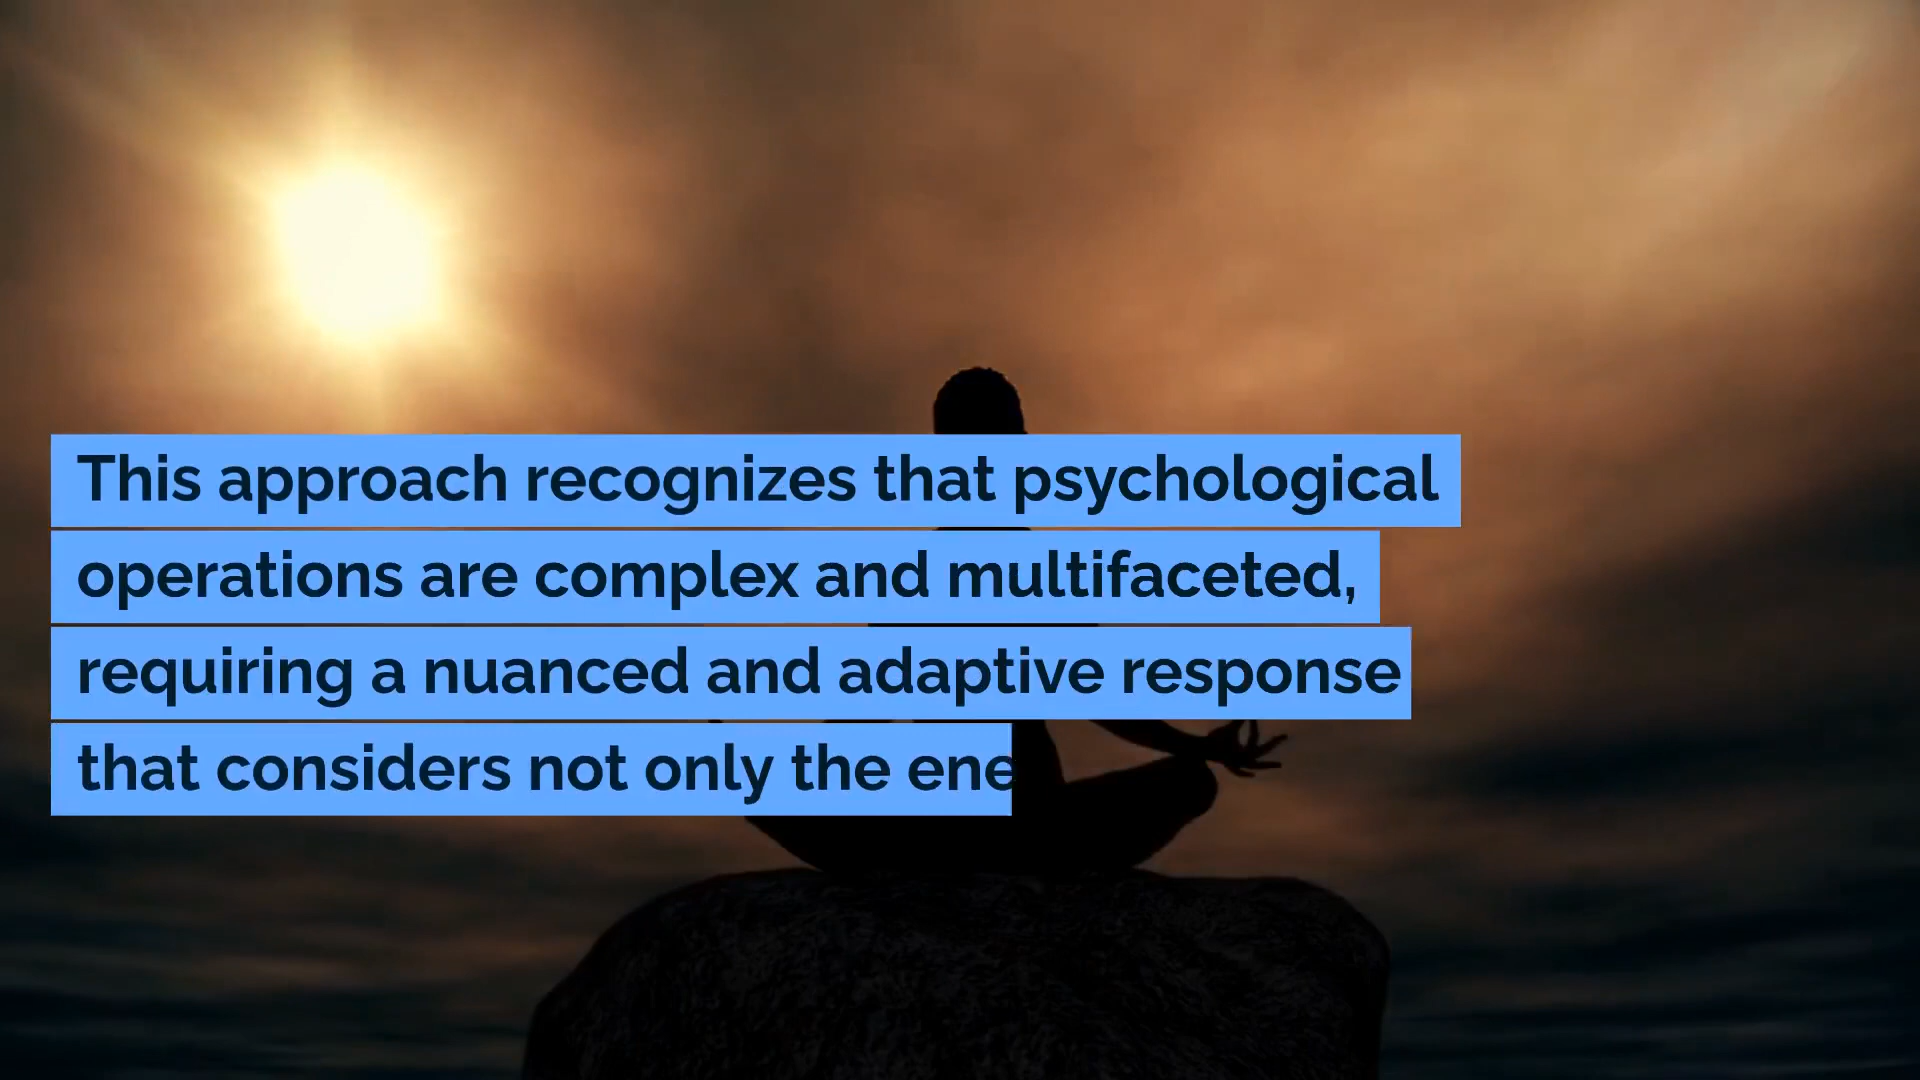 This approach recognizes that psychological
operations are complex and multifaceted,
requiring a nuanced and adaptive response
that considers not only the ene